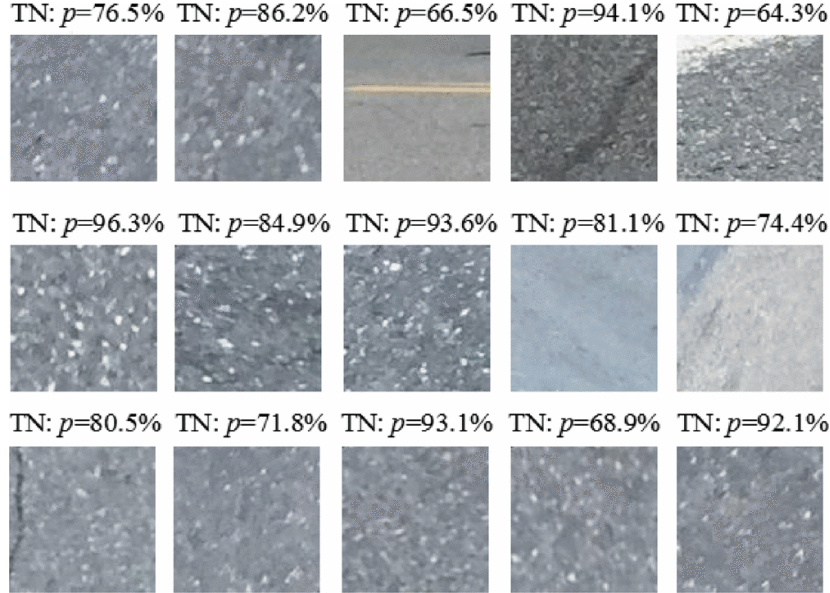 TN: p=76.5% TN: p=86.2% TN: p=66.5% TN: p=94.1% TN: p=64.3%
TN: p=96.3% TN: p=84.9% TN: p=93.6% TN: p=81.1% TN: p=74.4%
TN: p=80.5% TN: p=71.8% TN: p=93.1% TN: p=68.9% TN: p=92.1%